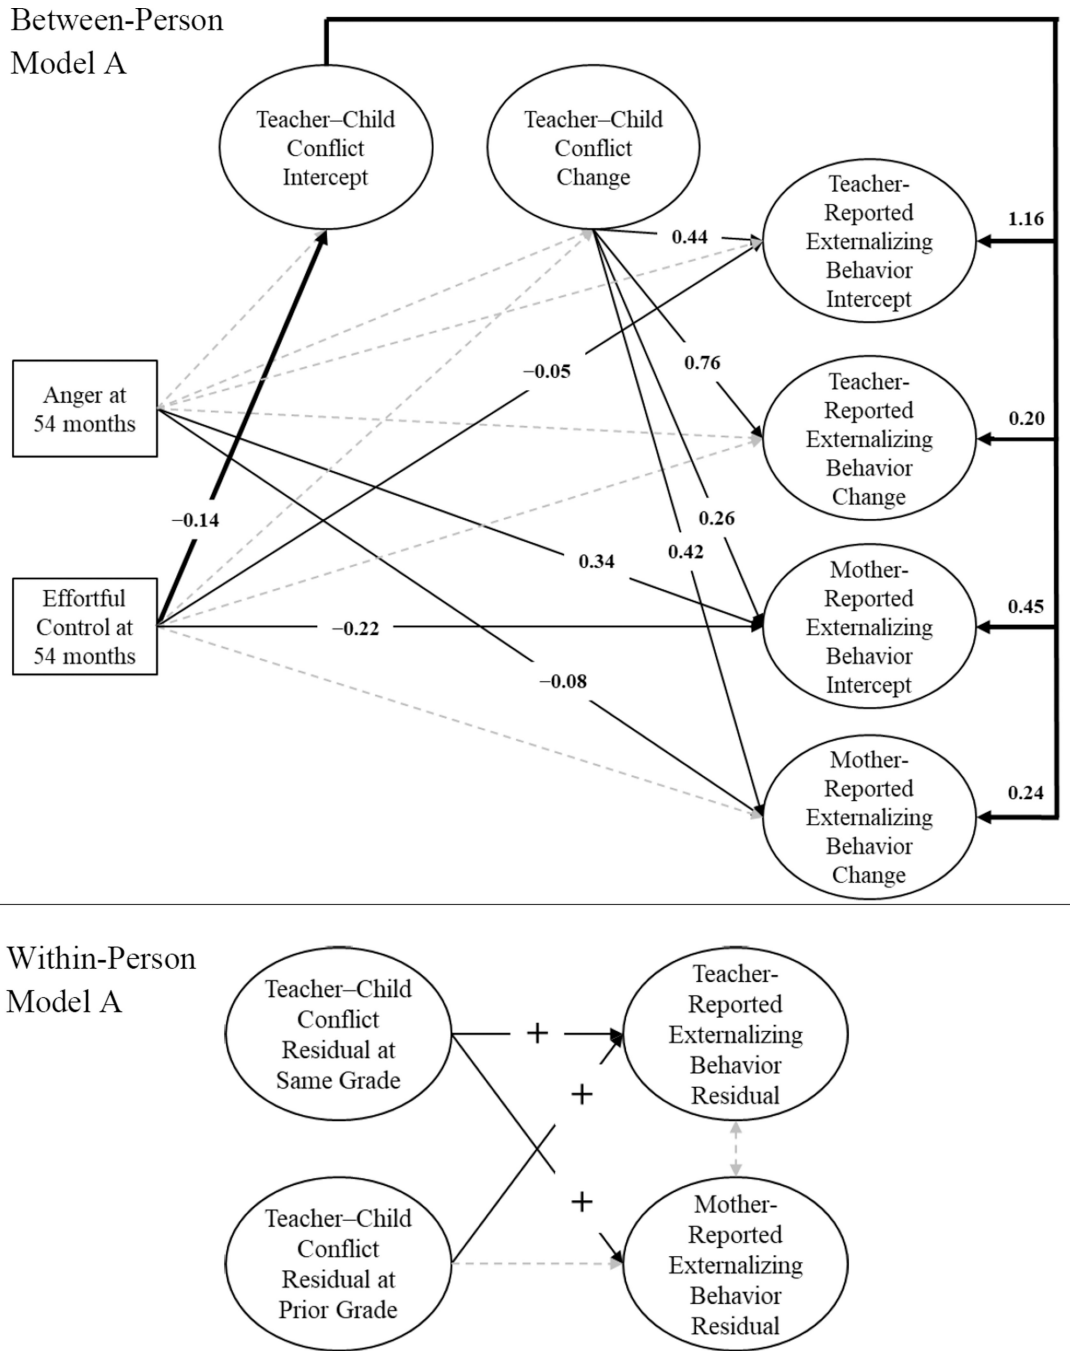 Between-Person
Model A
Teacher–Child
Conflict
Intercept
Teacher–Child
Conflict
Change
Teacher-
Reported
Externalizing
Behavior
Intercept
1.16
0.44
Anger at
54 months
−0.05
0.76
Teacher-
Reported
Externalizing
Behavior
Change
0.20
−0.14
0.26
0.42
0.34
Effortful
Control at
54 months
−0.22
Mother-
Reported
Externalizing
Behavior
Intercept
0.45
−0.08
Mother-
Reported
Externalizing
Behavior
Change
0.24
Within-Person
Model A
Teacher–Child
Conflict
Residual at
Same Grade
+
Teacher-
Reported
Externalizing
Behavior
Residual
+
+
Teacher–Child
Conflict
Residual at
Prior Grade
Mother-
Reported
Externalizing
Behavior
Residual